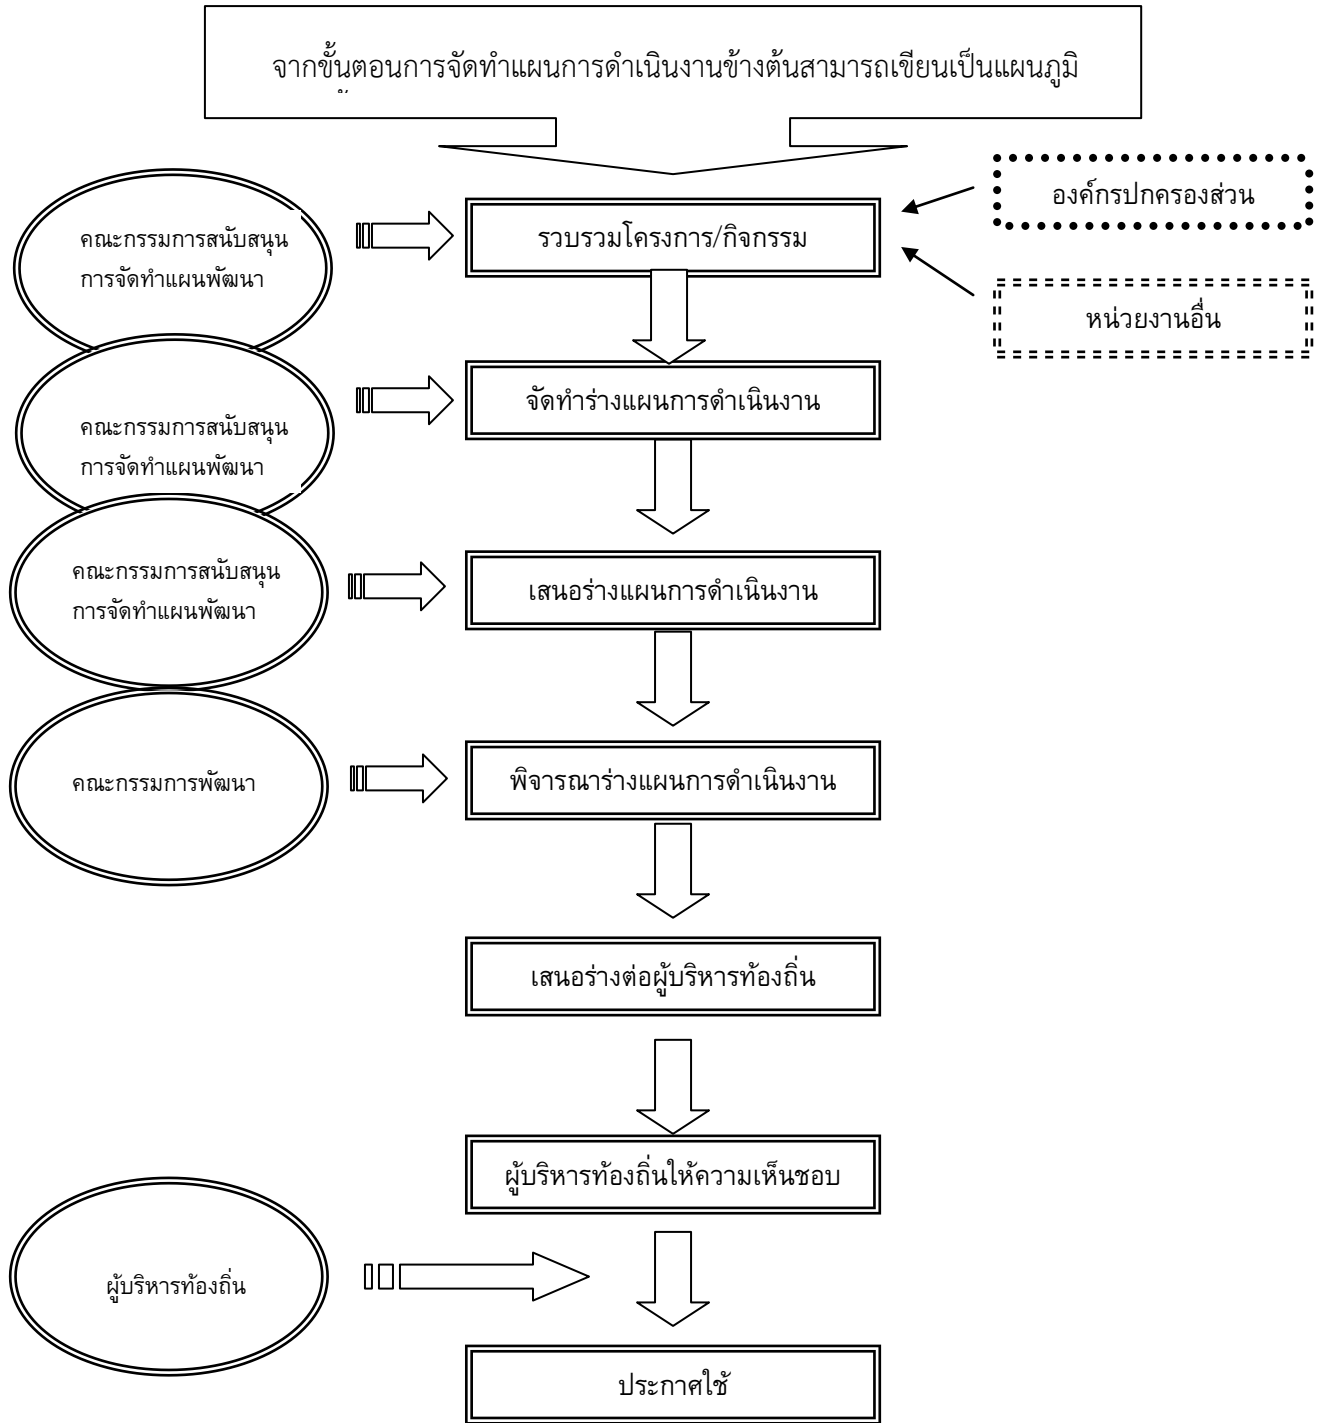 จากขั้นตอนการจัดทำแผนการดำเนินงานข้างต้นสามารถเขียนเป็นแผนภูมิ
องค์กรปกครองส่วน
คณะกรรมการสนับสนุน
การจัดทำแผนพัฒนา
รวบรวมโครงการ/กิจกรรม
หน่วยงานอื่น
คณะกรรมการสนับสนุน
การจัดทำแผนพัฒนา
จัดทำร่างแผนการดำเนินงาน
คณะกรรมการสนับสนุน
การจัดทำแผนพัฒนา
เสนอร่างแผนการดำเนินงาน
คณะกรรมการพัฒนา
พิจารณาร่างแผนการดำเนินงาน
เสนอร่างต่อผู้บริหารท้องถิ่น
ผู้บริหารท้องถิ่นให้ความเห็นชอบ
ผู้บริหารท้องถิ่น
ประกาศใช้